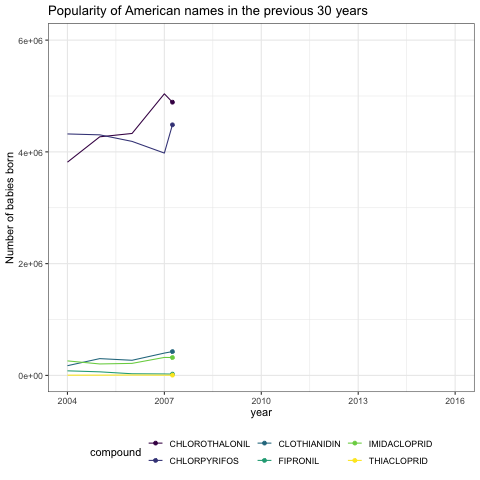 Popularity of American names in the previous 30 years
Number of babies born
6e+06
4e+06
2e+06
0e+00
2004 2007 2010 2013 2016
year
compound
CHLOROTHALONIL CLOTHIANIDIN IMIDACLOPRID
CHLORPYRIFOS FIPRONIL THIACLOPRID